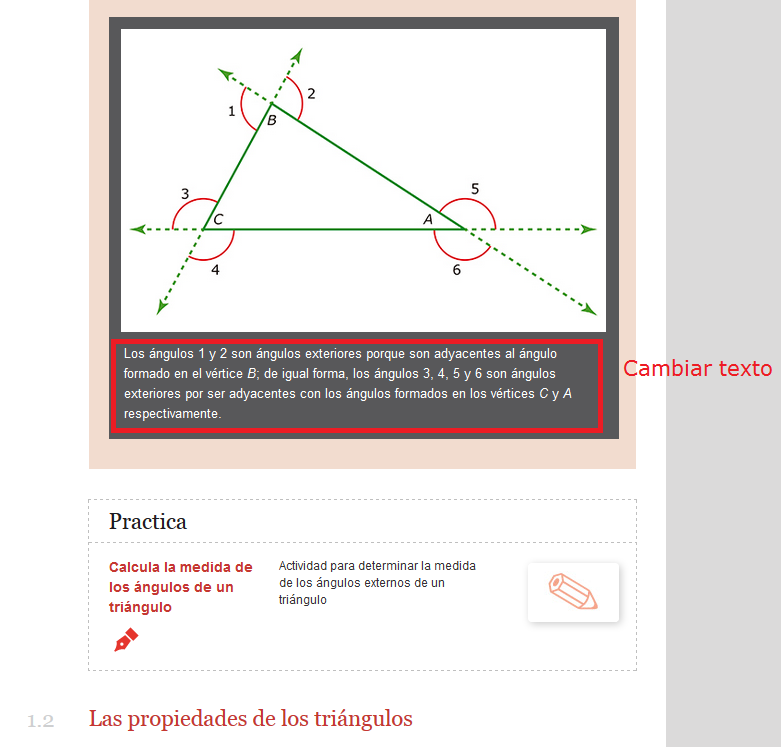 1
2
B
3
C
A
5
4
6
Los ángulos 1 y 2 son ángulos exteriores porque son adyacentes al ángulo
formado en el vértice B; de igual forma, los ángulos 3, 4, 5 y 6 son ángulos
exteriores por ser adyacentes con los ángulos formados en los vértices C y A
respectivamente.
Cambiar texto
Practica
Calcula la medida de
los ángulos de un
triángulo
Actividad para determinar la medida
de los ángulos externos de un
triángulo
1.2 Las propiedades de los triángulos